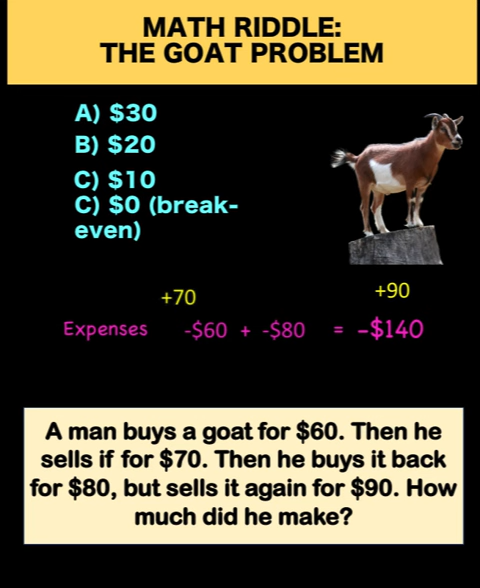 MATH RIDDLE:
THE GOAT PROBLEM
A) $30
B) $20
C) $10
C) $0 (break-
even)
+70
+90
Expenses -$60 + -$80 = -$140
A man buys a goat for $60. Then he
sells if for $70. Then he buys it back
for $80, but sells it again for $90. How
much did he make?